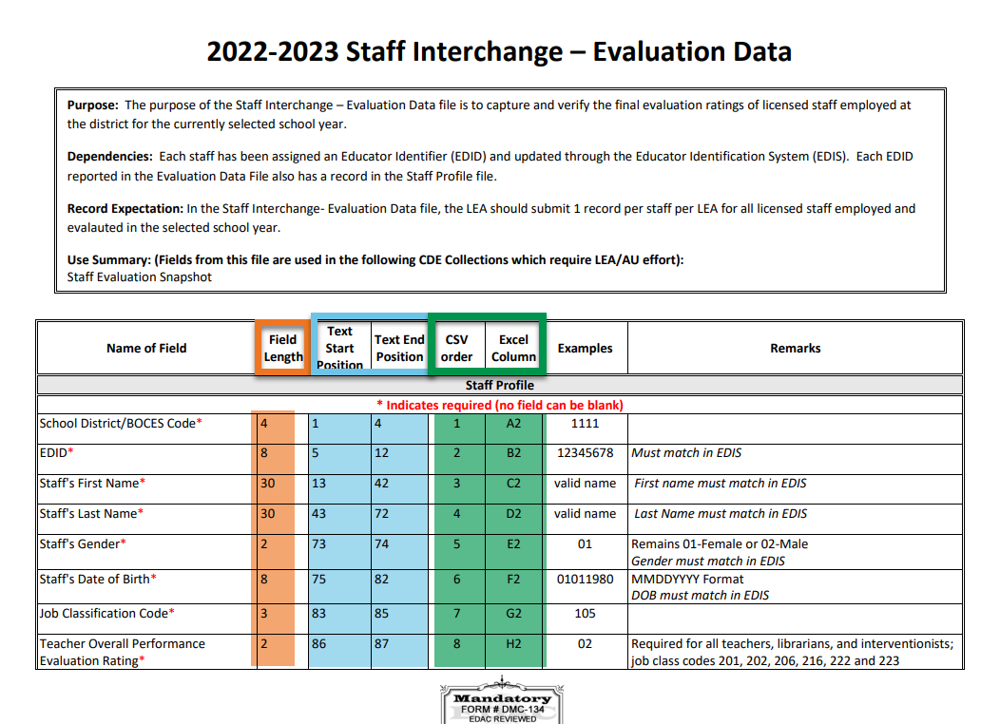 2022-2023 Staff Interchange – Evaluation Data
Purpose: The purpose of the Staff Interchange – Evaluation Data file is to capture and verify the final evaluation ratings of licensed staff employed at
the district for the currently selected school year.
Dependencies: Each staff has been assigned an Educator Identifier (EDID) and updated through the Educator Identification System (EDIS). Each EDID
reported in the Evaluation Data File also has a record in the Staff Profile file.
Record Expectation: In the Staff Interchange- Evaluation Data file, the LEA should submit 1 record per staff per LEA for all licensed staff employed and
evalauted in the selected school year.
Use Summary: (Fields from this file are used in the following CDE Collections which require LEA/AU effort):
Staff Evaluation Snapshot
Name of Field Field Length Text Start Position Text End Position CSV order Excel Column Examples Remarks
Staff Profile
* Indicates required (no field can be blank)
School District/BOCES Code* 4 1 4 1 A2 1111
EDID* 8 5 12 2 B2 12345678 Must match in EDIS
Staff's First Name* 30 13 42 3 C2 valid name First name must match in EDIS
Staff's Last Name* 30 43 72 4 D2 valid name Last Name must match in EDIS
Staff's Gender* 2 73 74 5 E2 01 Remains 01-Female or 02-Male
Gender must match in EDIS
Staff's Date of Birth* 8 75 82 6 F2 01011980 MMDDYYYY Format
DOB must match in EDIS
Job Classification Code* 3 83 85 7 G2 105
Teacher Overall Performance 2 86 87 8 H2 02 Required for all teachers, librarians, and interventionists;
Evaluation Rating* job class codes 201, 202, 206, 216, 222 and 223
Mandatory
FORM # DMC-134
EDAC REVIEWED